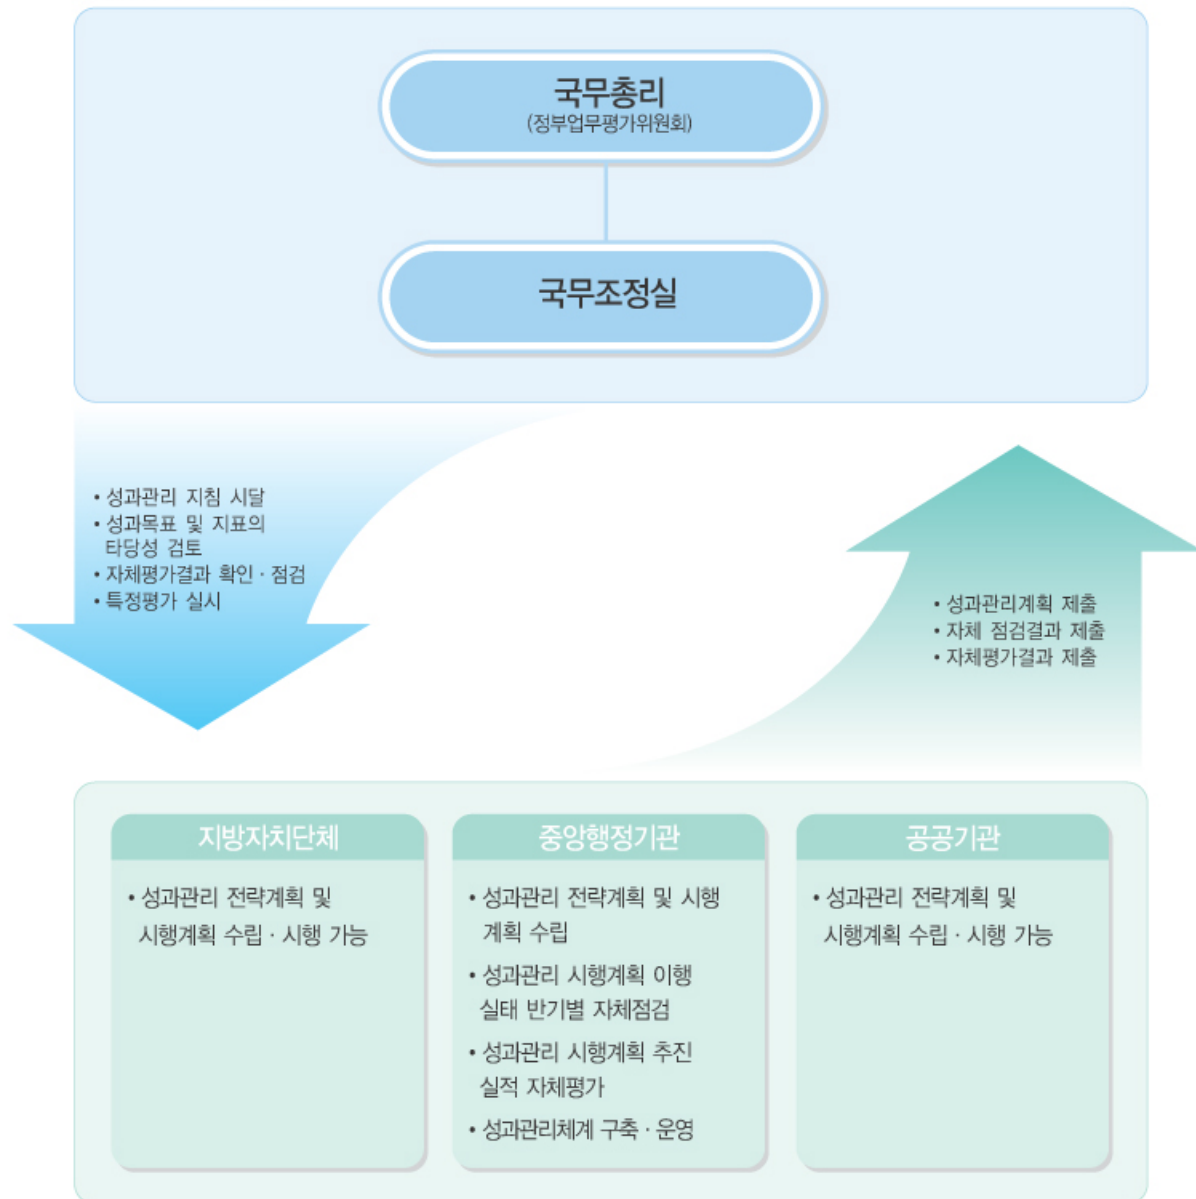 국무총리
(정부업무평가위원회)
국무조정실
• 성과관리 지침 시달
• 성과목표 및 지표의
타당성 검토
• 자체평가결과 확인 · 점검
• 특정평가 실시
• 성과관리계획 제출
• 자체 점검결과 제출
• 자체평가결과 제출
지방자치단체
• 성과관리 전략계획 및
시행계획 수립 · 시행 가능
중앙행정기관
• 성과관리 전략계획 및 시행
계획 수립
• 성과관리 시행계획 이행
실태 반기별 자체점검
• 성과관리 시행계획 추진
실적 자체평가
• 성과관리체계 구축 · 운영
공공기관
• 성과관리 전략계획 및
시행계획 수립 · 시행 가능